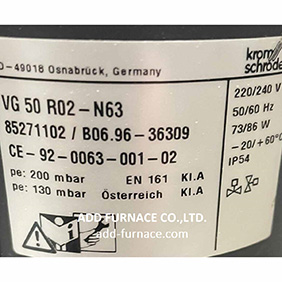 krom
schröde
D-49018 Osnabrück, Germany
VG 50 R02-N63
85271102 / B06.96-36309
CE-92-0063-001-02
pe: 200 mbar EN 161 Kl.A
pe: 130 mbar Österreich Kl.A
220/240 V
50/60 Hz
73/86 W
-20/+60°C
IP54
ADD FURNACE CO.,LTD.
add-furnace.com